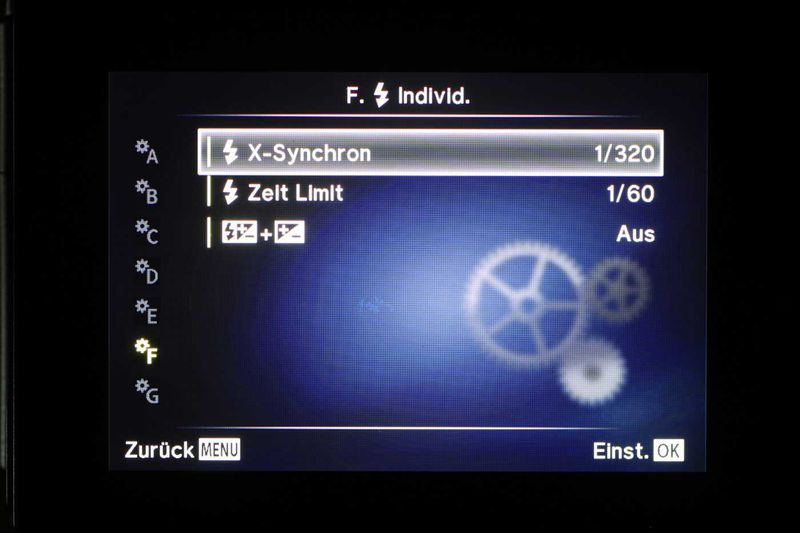 F. ⚡ Individ.
A
⚡ X-Synchron 1/320
B
⚡ Zeit Limit 1/60
C
⚡+/- + +/- Aus
D
E
F
G
Zurück MENU
Einst. OK